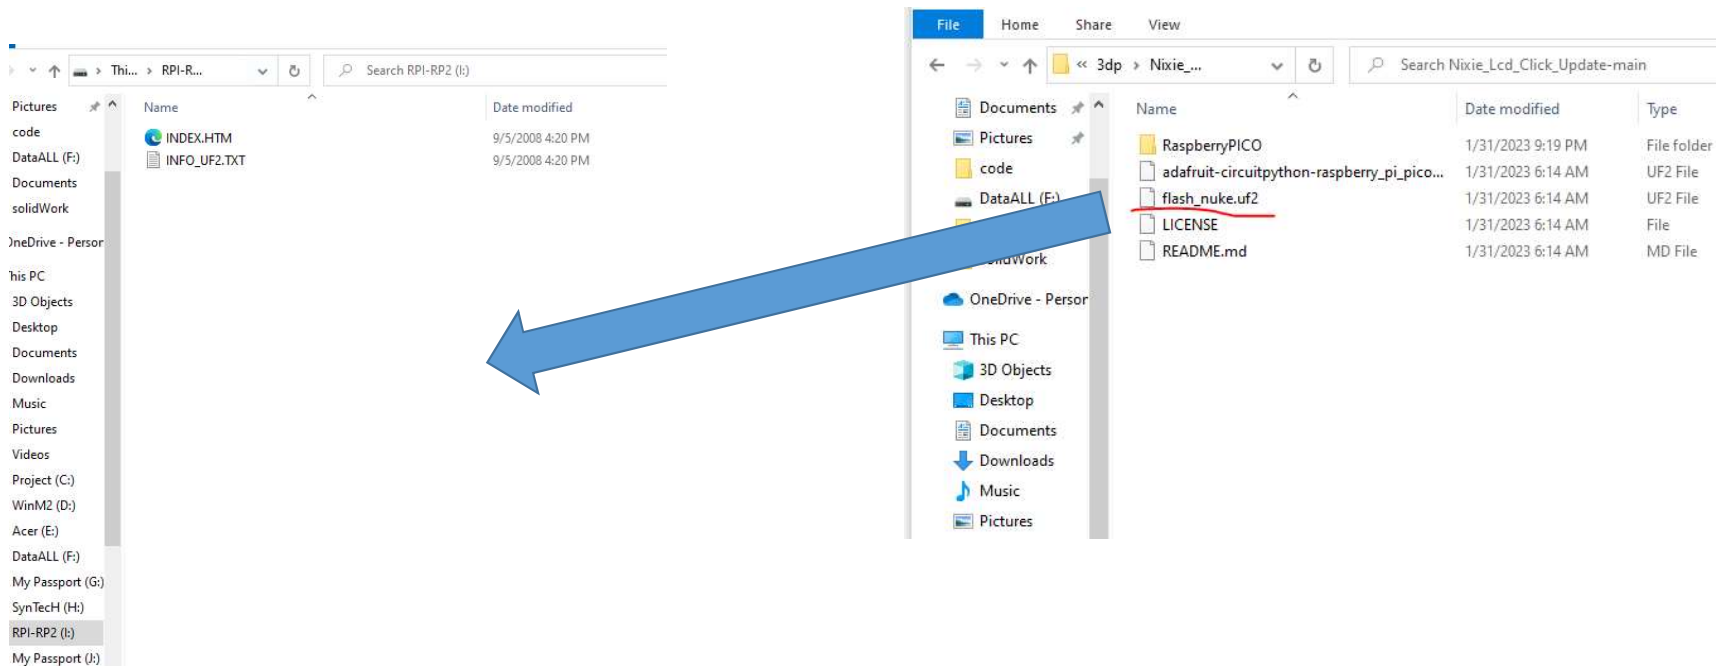 Thi... > RPI-R...
Search RPI-RP2 (I:)
Pictures
code
DataALL (F:)
Documents
solidWork
OneDrive - Person
This PC
3D Objects
Desktop
Documents
Downloads
Music
Pictures
Videos
Project (C:)
WinM2 (D:)
Acer (E:)
DataALL (F:)
My Passport (G:)
SynTecH (H:)
RPI-RP2 (I:)
My Passport (J:)
Name Date modified
INDEX.HTM 9/5/2008 4:20 PM
INFO_UF2.TXT 9/5/2008 4:20 PM
File Home Share View
« 3dp > Nixie_...
Search Nixie_Lcd_Click_Update-main
Documents
Pictures
code
DataALL (F:)
solidWork
OneDrive - Person
This PC
3D Objects
Desktop
Documents
Downloads
Music
Pictures
Name Date modified Type
RaspberryPICO 1/31/2023 9:19 PM File folder
adafruit-circuitpython-raspberry_pi_pico... 1/31/2023 6:14 AM UF2 File
flash_nuke.uf2 1/31/2023 6:14 AM UF2 File
LICENSE 1/31/2023 6:14 AM File
README.md 1/31/2023 6:14 AM MD File